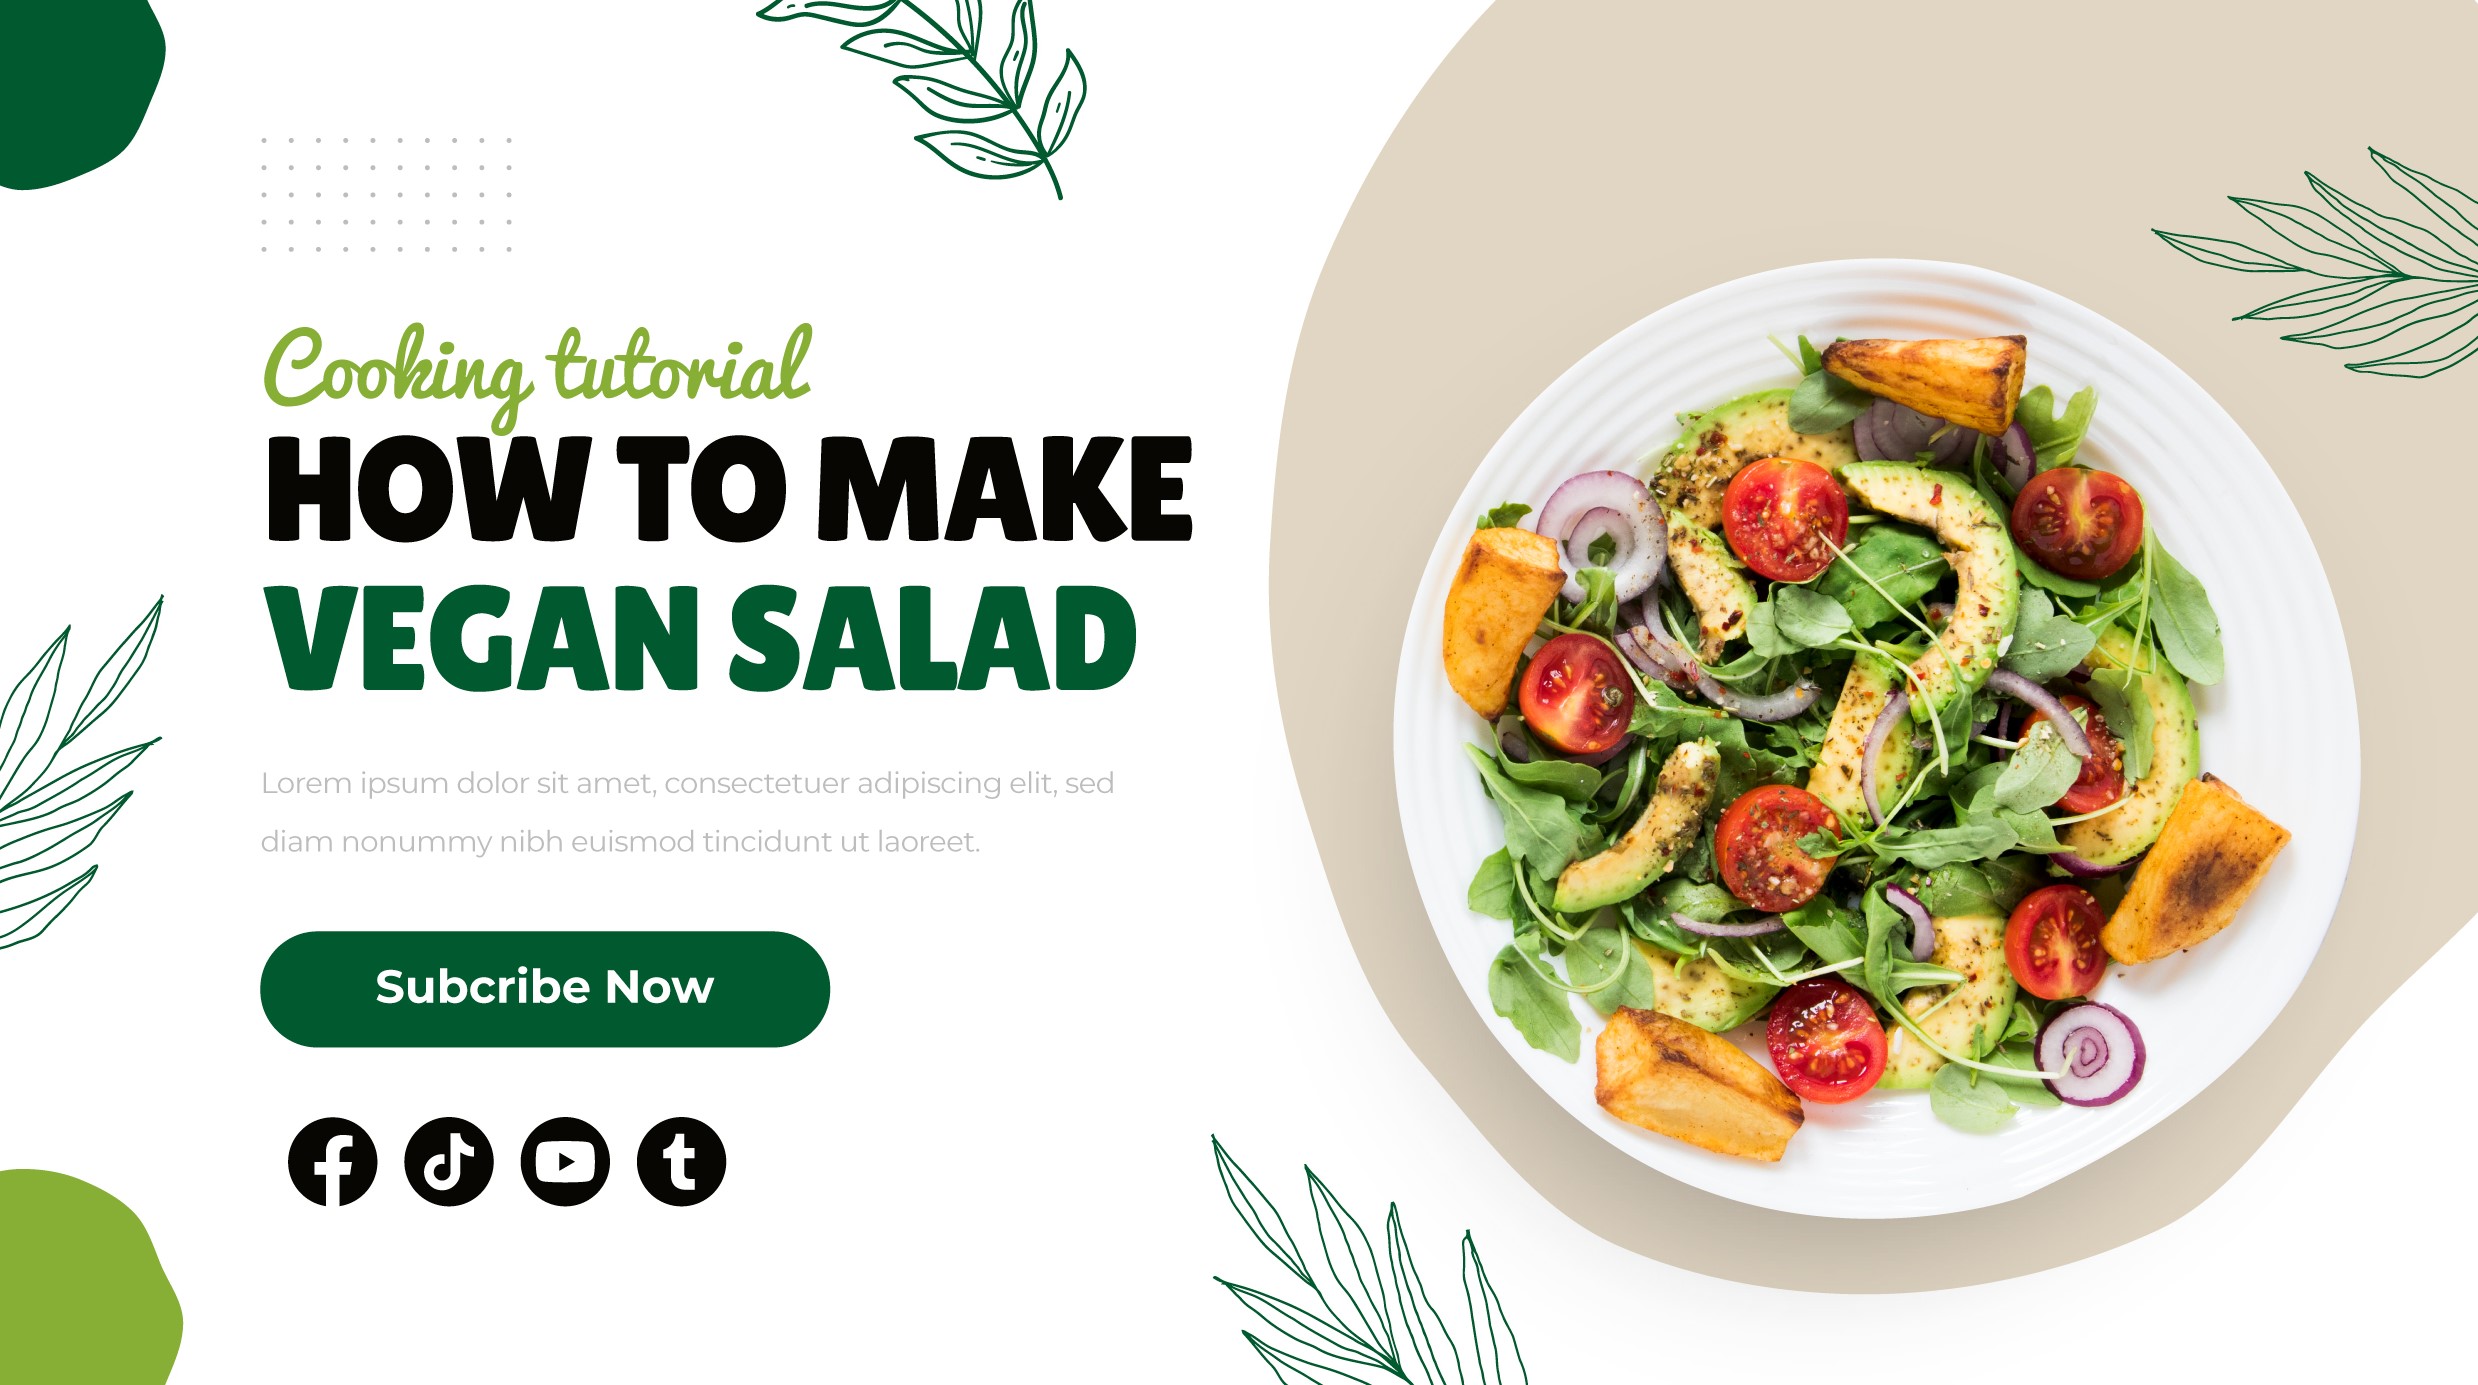 Cooking tutorial
HOW TO MAKE
VEGAN SALAD
Lorem ipsum dolor sit amet, consectetuer adipiscing elit, sed
diam nonummy nibh euismod tincidunt ut laoreet.
Subcribe Now